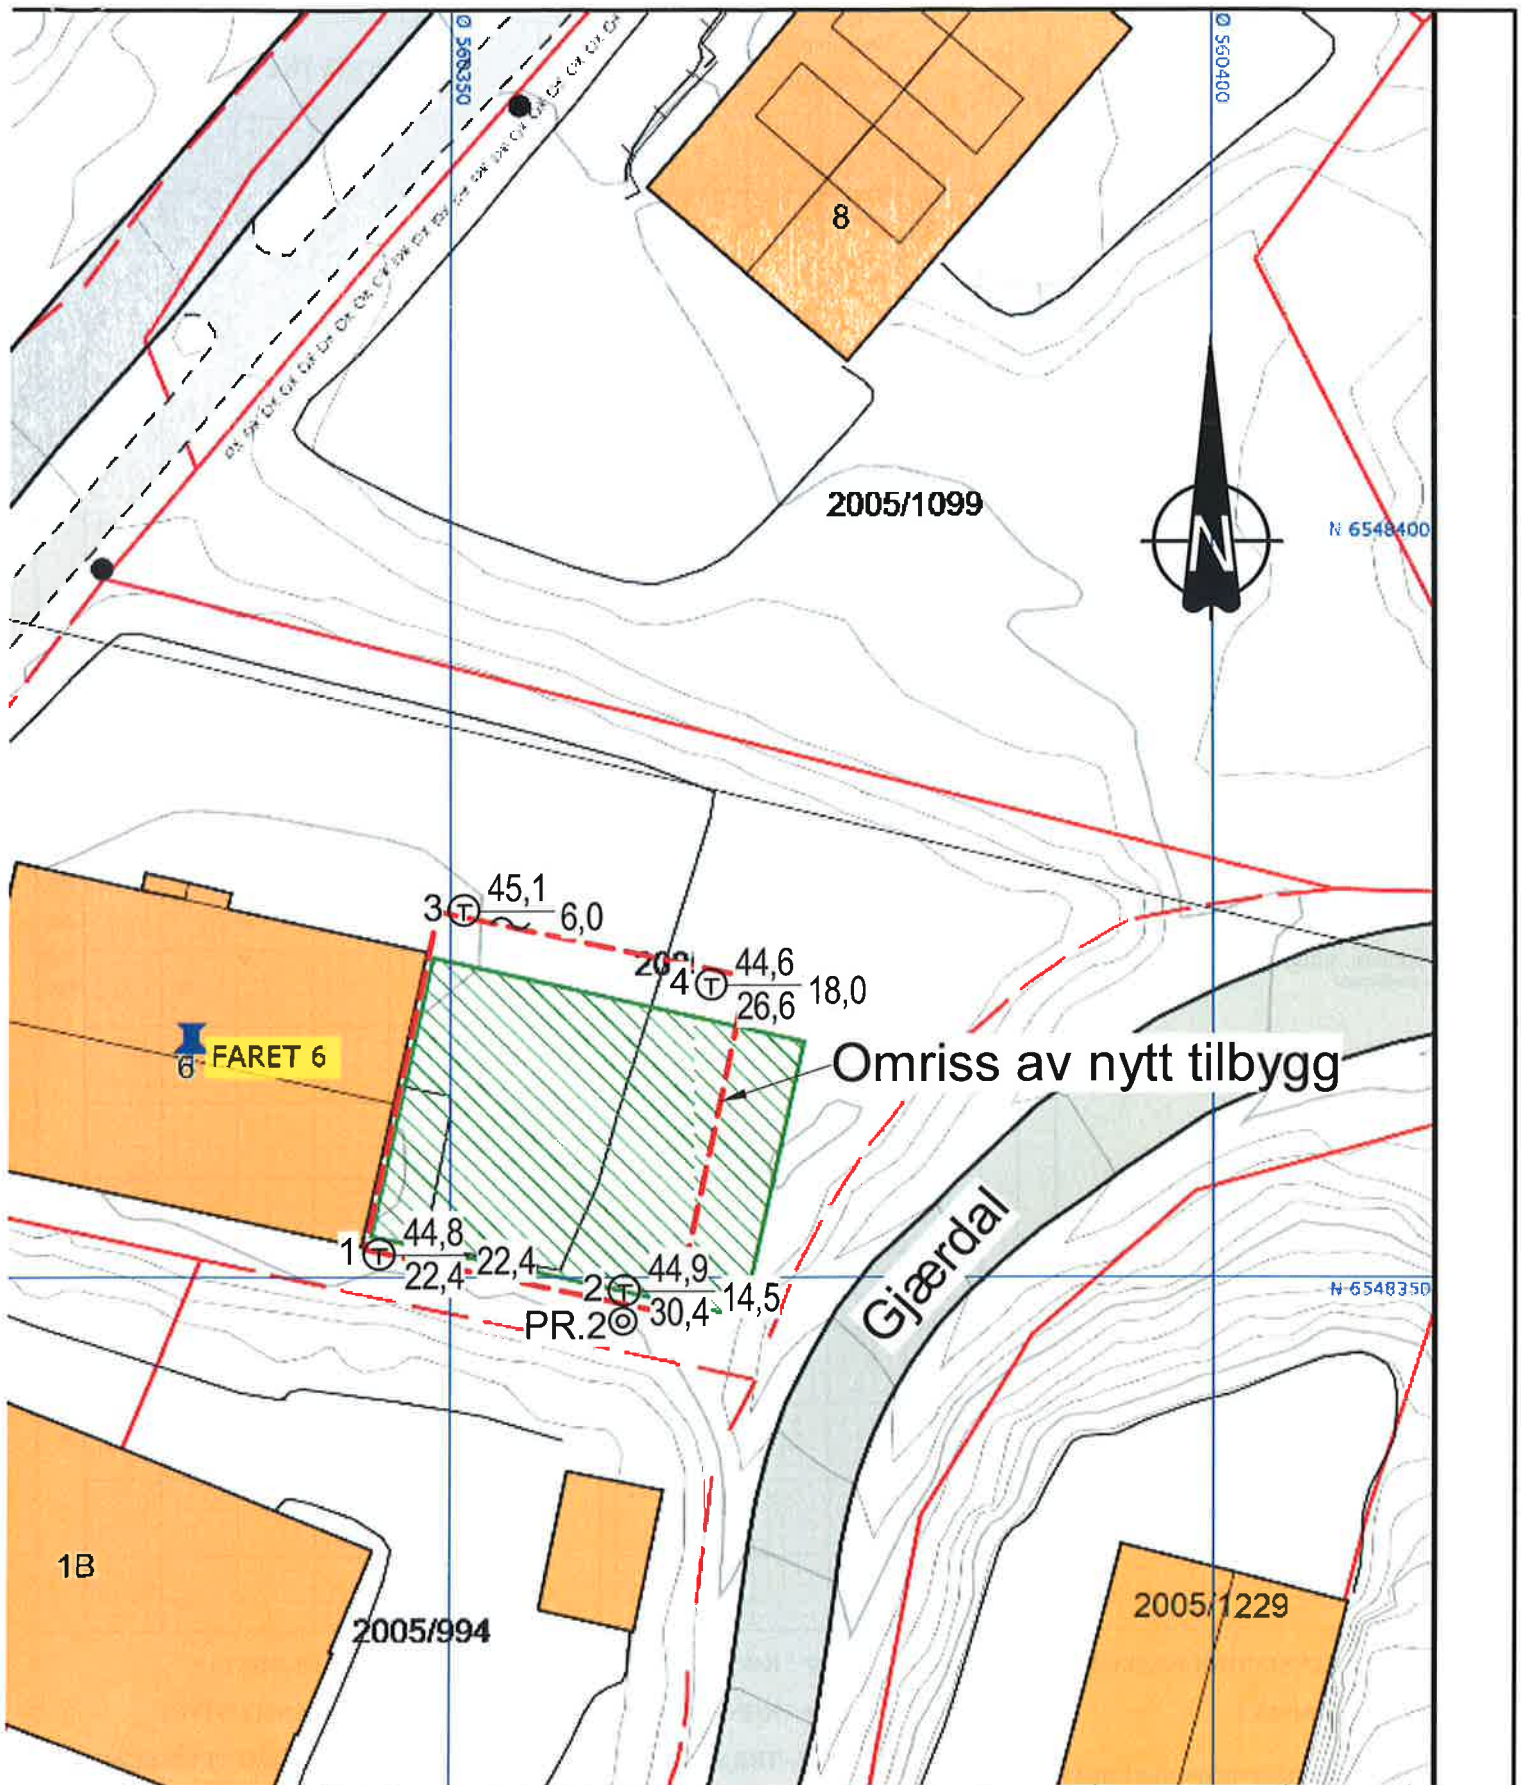 Ø 560350
Ø 560400
8
2005/1099
N
N 6548400
3 T 45,1
6,0
4 T 44,6
26,6 18,0
6 FARET 6
Omriss av nytt tilbygg
1 T 44,8
22,4 22,4
2 T 44,9
30,4 14,5
PR.2
N 6548350
Gjærdal
1B
2005/994
2005/1229